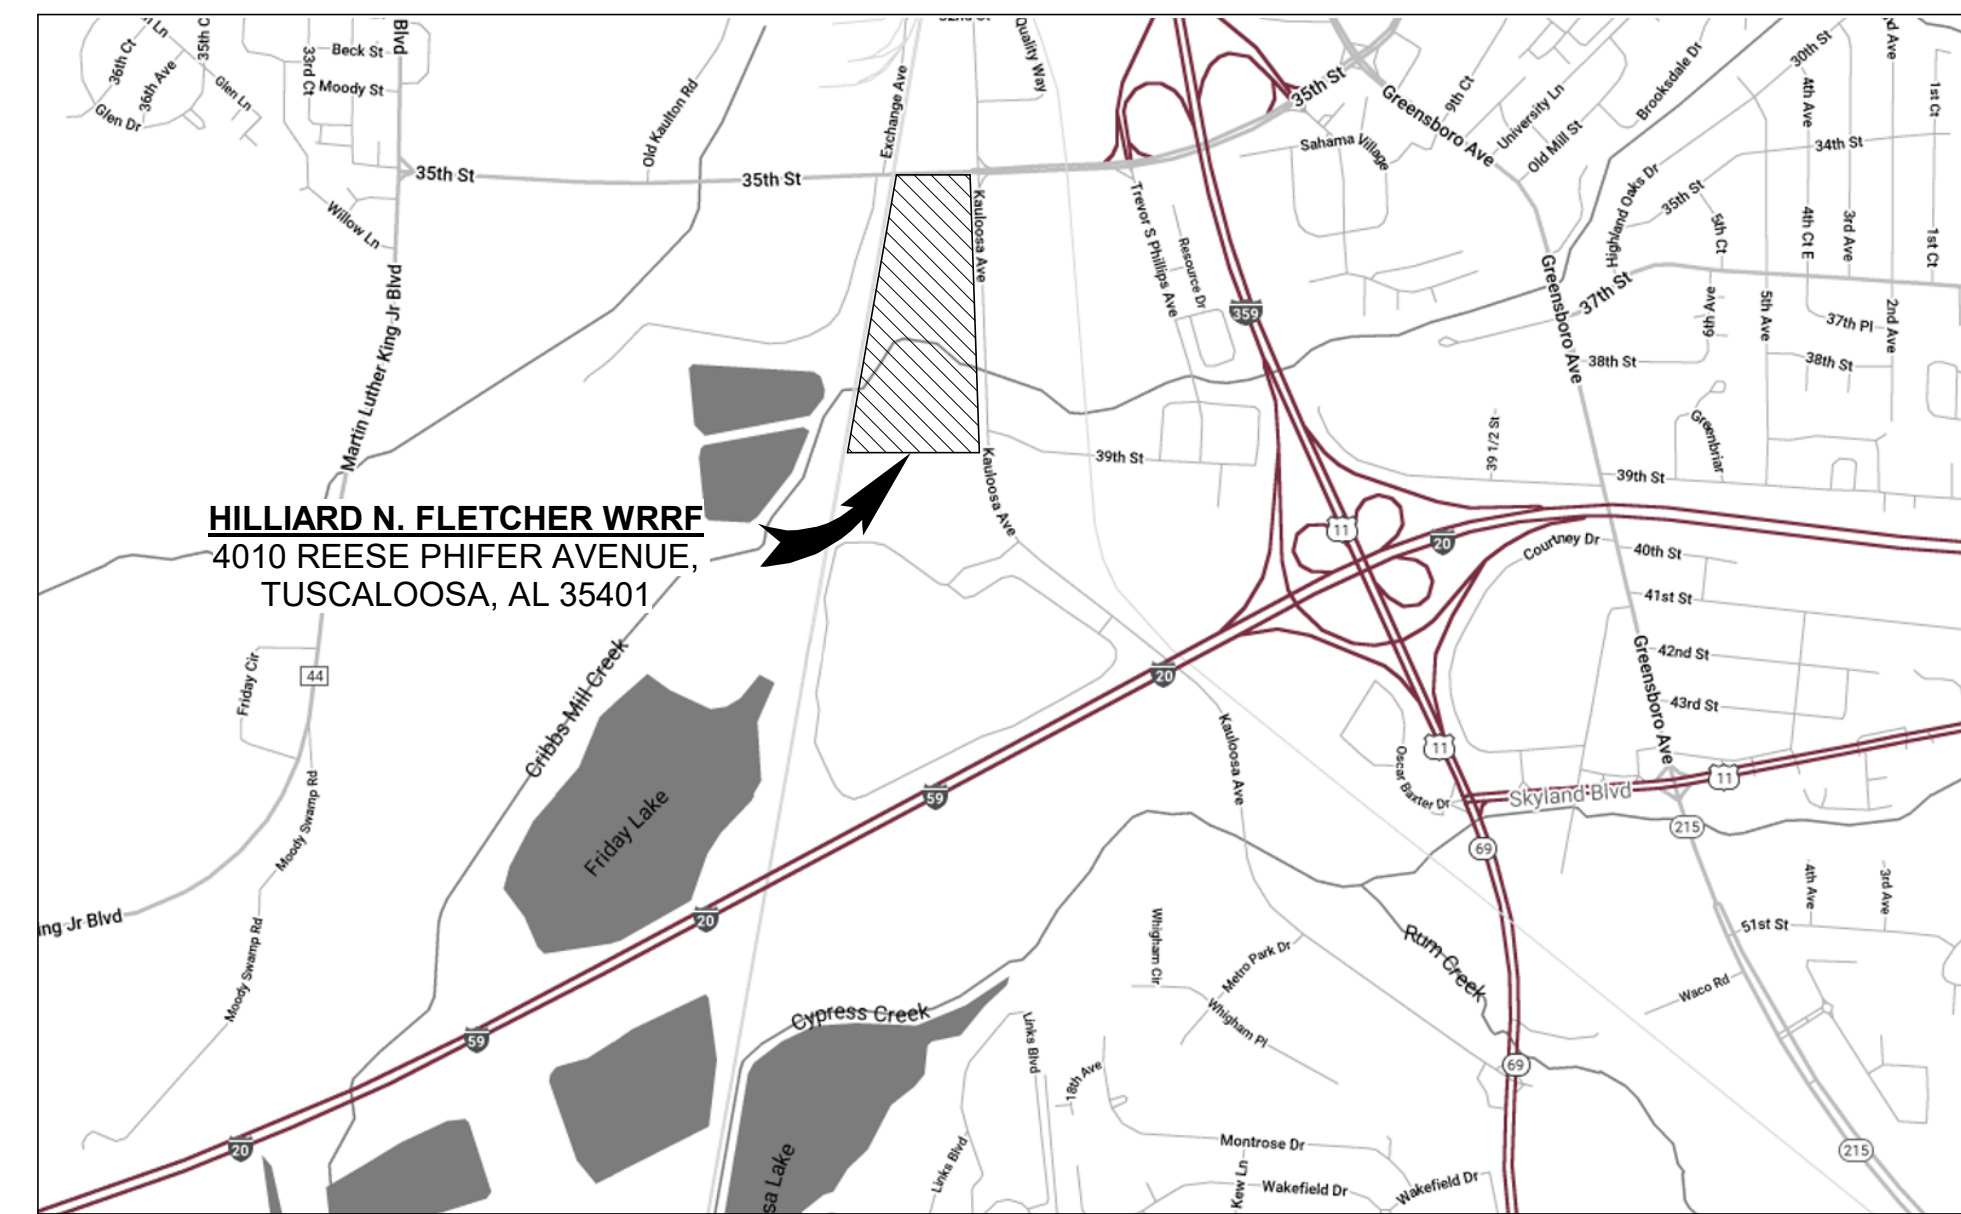 Ln
36th Ct
36th Ave
35th C
Glen Ln
Glen Dr
33rd Ct
Beck St
Moody St
Blvd
35th St
Willow Ln
Old Kaulton Rd
35th St
Exchange Ave
Quality Way
35th St
Greensboro Ave
9th Ct
University Ln
Old Mill St
Brooksdale Dr
Sahama Village
30th St
4th Ave
d Ave
1st Ct
34th St
Highland Oaks Dr
35th St
5th Ct
4th Ct E
3rd Ave
1st Ct
Kauloosa Ave
Trevor S Phillips Ave
Resource Dr
359
Martin Luther King Jr Blvd
Greensboro Ave
37th St
6th Ave
5th Ave
37th Pl
2nd Ave
38th St
38th St
Greenbriar
39 1/2 St
39th St
39th St
Kauloosa Ave
HILLIARD N. FLETCHER WRRF
4010 REESE PHIFER AVENUE,
TUSCALOOSA, AL 35401
11
20
Courtney Dr
40th St
41st St
42nd St
43rd St
Greensboro Ave
Friday Cir
44
Cribbs Mill Creek
20
Kauloosa Ave
11
Oscar Baxter Dr
Skyland Blvd
11
215
Moody Swamp Rd
Friday Lake
59
69
ing Jr Blvd
Moody Swamp Rd
20
4th Ave
3rd Ave
51st St
Waco Rd
Whigham Cir
Metro Park Dr
Whigham Pl
Rum Creek
Cypress Creek
59
Links Blvd
18th Ave
69
20
sa Lake
Links Blvd
Montrose Dr
Kew Ln
Wakefield Dr
Wakefield Dr
215